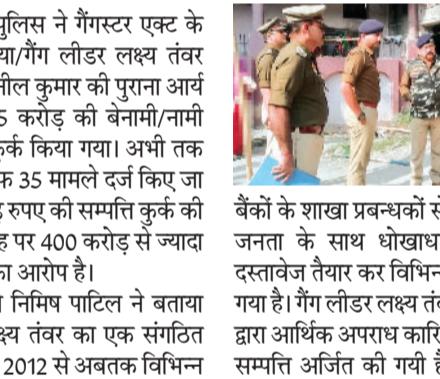 पुलिस ने गैंगस्टर एक्ट के
या/गैंग लीडर लक्ष्य तंवर
नील कुमार की पुराना आर्य
करोड़ की बेनामी/नामी
कुर्क किया गया। अभी तक
35 मामले दर्ज किए जा
रुपए की सम्पत्ति कुर्क की
पर 400 करोड़ से ज्यादा
का आरोप है।
निमिष पाटिल ने बताया
लक्ष्य तंवर का एक संगठित
2012 से अबतक विभिन्न
बैंकों के शाखा प्रबन्धकों से
जनता के साथ धोखाध
दस्तावेज तैयार कर विभिन
गया है। गैंग लीडर लक्ष्य तं
द्वारा आर्थिक अपराध कारि
सम्पत्ति अर्जित की गयी है